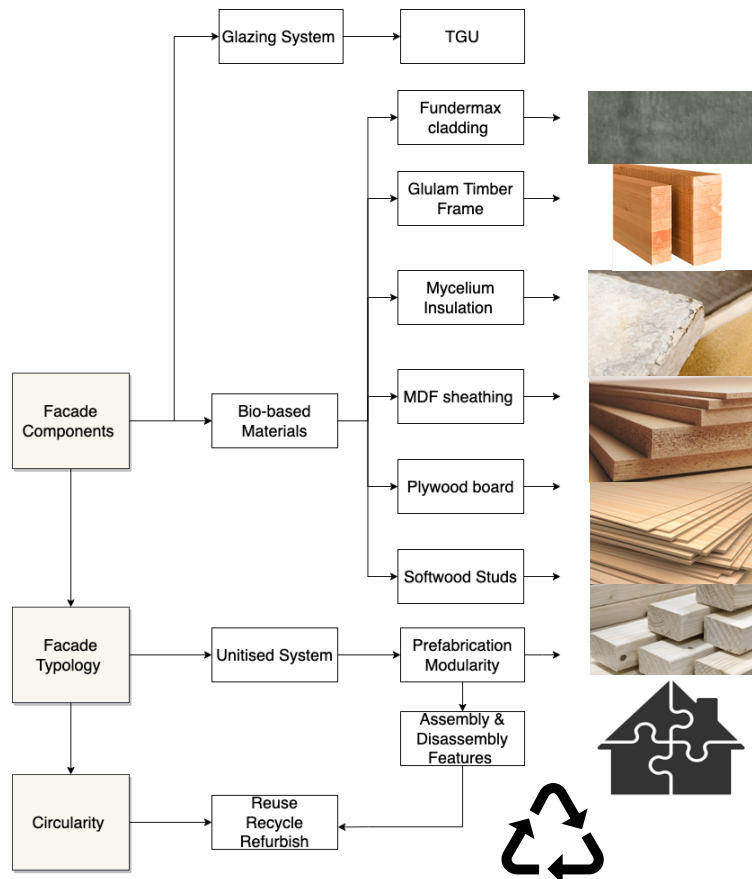 Glazing System
TGU
Fundermax
cladding
Glulam Timber
Frame
Mycelium
Insulation
Facade
Components
Bio-based
Materials
MDF sheathing
Plywood board
Softwood Studs
Facade
Typology
Unitised System
Prefabrication
Modularity
Assembly &
Disassembly
Features
Circularity
Reuse
Recycle
Refurbish